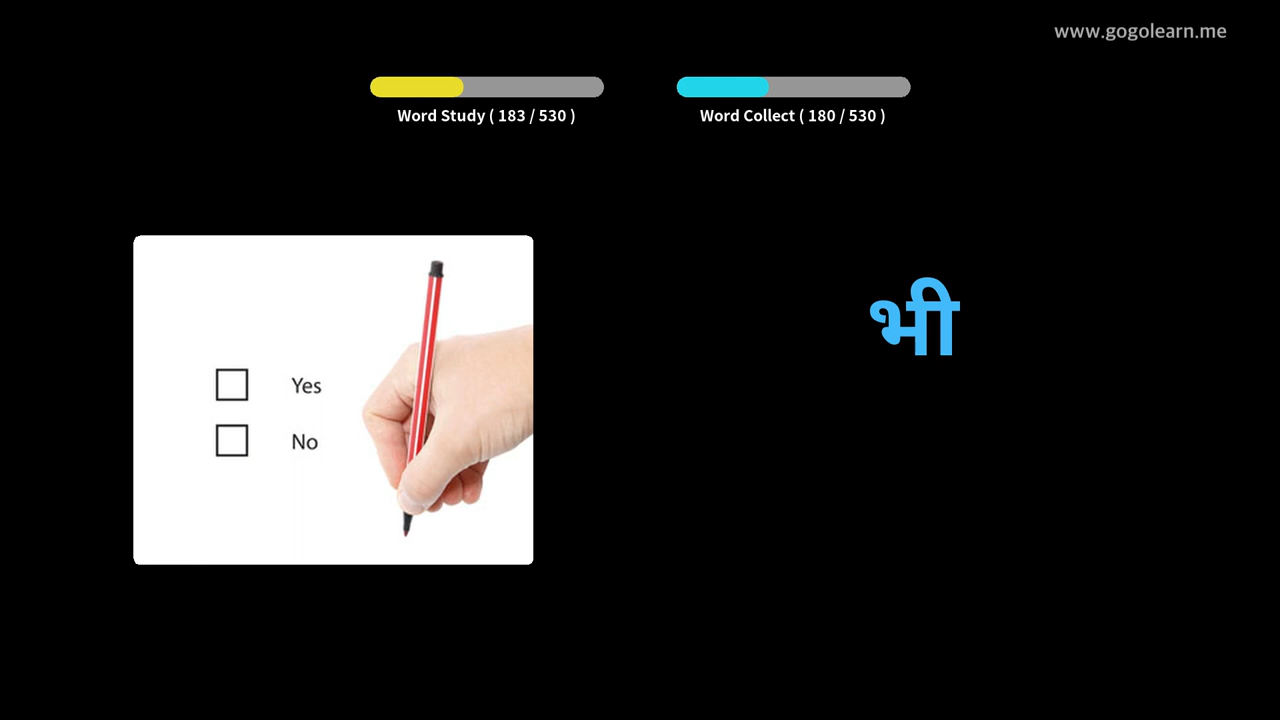 www.gogolearn.me
Word Study ( 183 / 530 )
Word Collect ( 180 / 530 )
भी
Yes
No